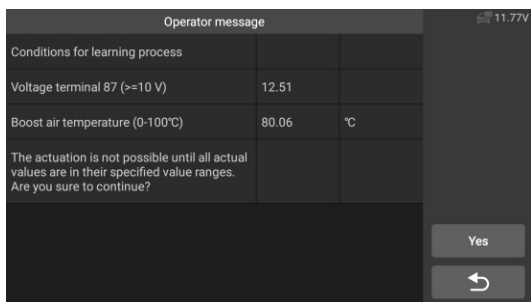 Operator message
11.77V
Conditions for learning process
Voltage terminal 87 (>=10 V) 12.51
Boost air temperature (0-100℃) 80.06 ℃
The actuation is not possible until all actual
values are in their specified value ranges.
Are you sure to continue?
Yes